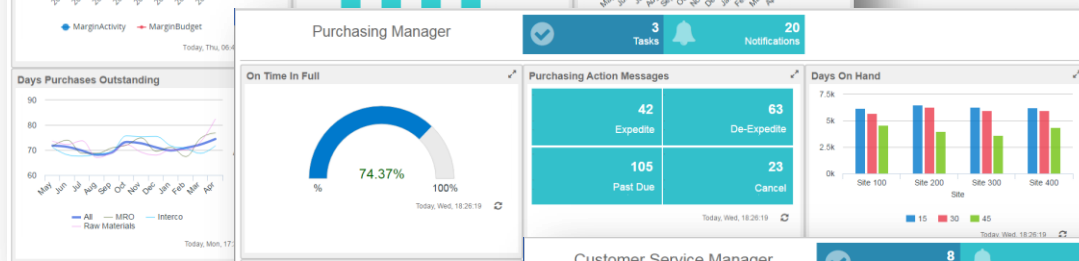 MarginActivity MarginBudget
Today, Thu, 06:4
Days Purchases Outstanding
90
80
70
60
May Jun Jul Aug Sep Oct Nov Dec Jan Feb Mar Apr
All MRO Interco
Raw Materials
Today, Mon, 17:
Purchasing Manager
3
Tasks
20
Notifications
On Time In Full
74.37%
%
100%
Today, Wed, 18:26:19
Purchasing Action Messages
42
Expedite
63
De-Expedite
105
Past Due
23
Cancel
Today, Wed, 18:26:19
Days On Hand
7.5k
5k
2.5k
0k
Site 100 Site 200 Site 300 Site 400
Site
15 30 45
Today, Wed, 18:26:19
Customer Service Manager
8